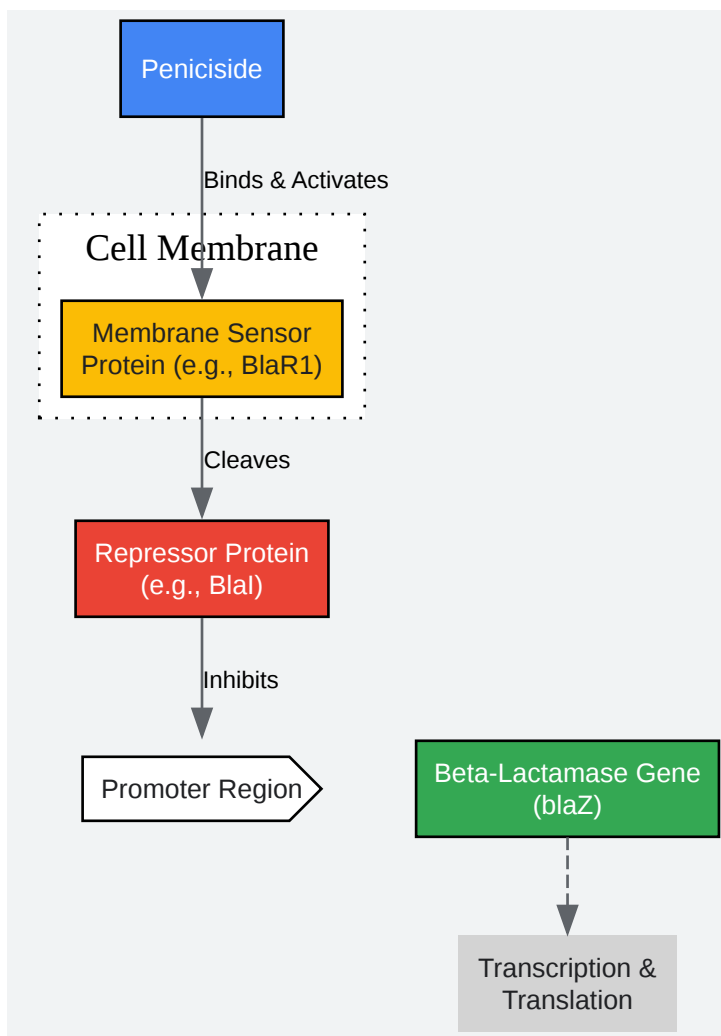 Peniciside
Binds & Activates
Cell Membrane
Membrane Sensor
Protein (e.g., BlaR1)
Cleaves
Repressor Protein
(e.g., BlaI)
Inhibits
Promoter Region
Beta-Lactamase Gene
(blaZ)
Transcription &
Translation